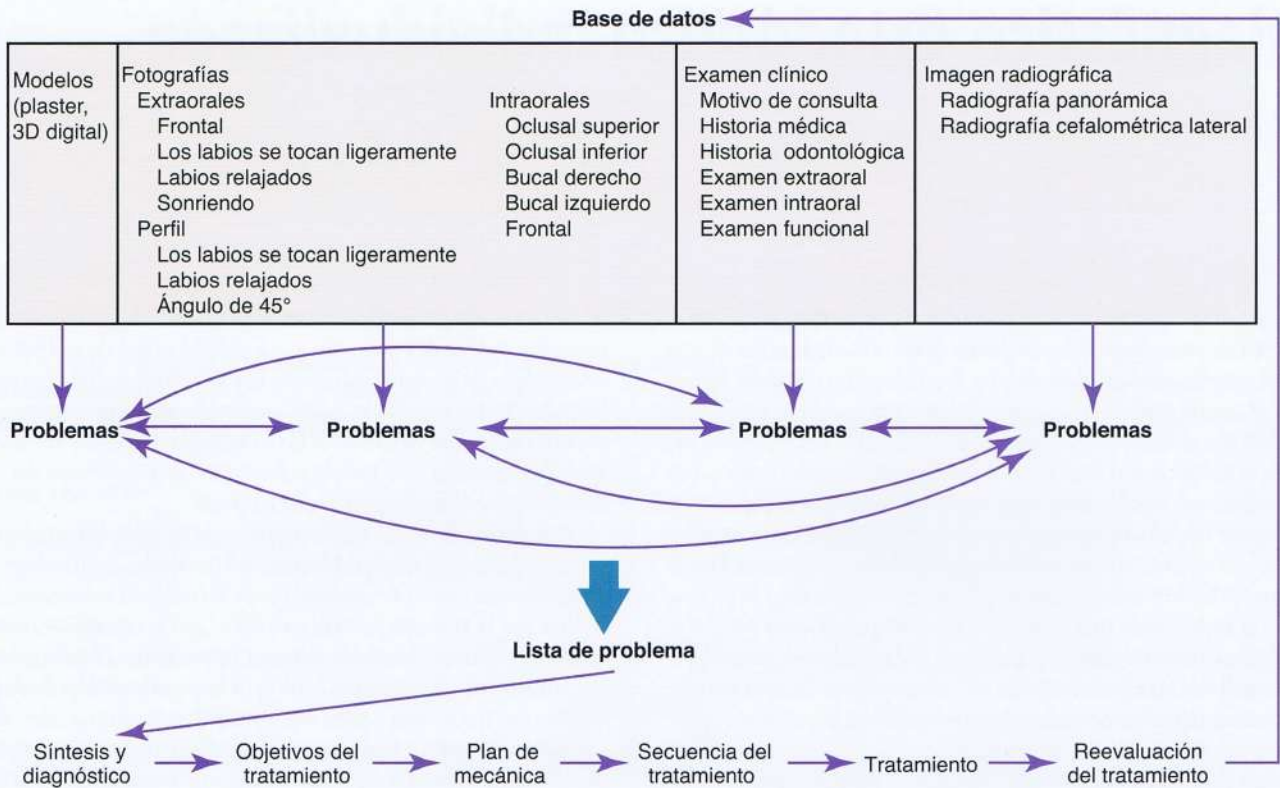 Base de datos
Modelos
(plaster,
3D digital)
Fotografías
Extraorales
Frontal
Los labios se tocan ligeramente
Labios relajados
Sonriendo
Perfil
Los labios se tocan ligeramente
Labios relajados
Ángulo de 45°
Intraorales
Oclusal superior
Oclusal inferior
Bucal derecho
Bucal izquierdo
Frontal
Examen clínico
Motivo de consulta
Historia médica
Historia odontológica
Examen extraoral
Examen intraoral
Examen funcional
Imagen radiográfica
Radiografía panorámica
Radiografía cefalométrica lateral
Problemas
Problemas
Problemas
Problemas
Lista de problema
Síntesis y
diagnóstico
Objetivos del
tratamiento
Plan de
mecánica
Secuencia del
tratamiento
Tratamiento
Reevaluación
del tratamiento